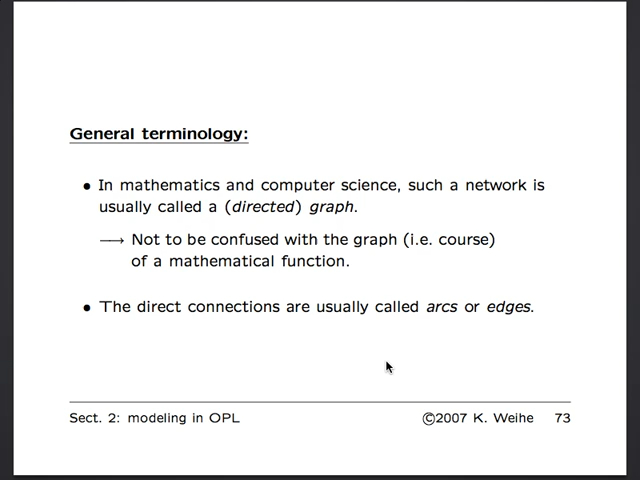 General terminology:
• In mathematics and computer science, such a network is
usually called a (directed) graph.
⟶ Not to be confused with the graph (i.e. course)
of a mathematical function.
• The direct connections are usually called arcs or edges.
Sect. 2: modeling in OPL ©2007 K. Weihe 73